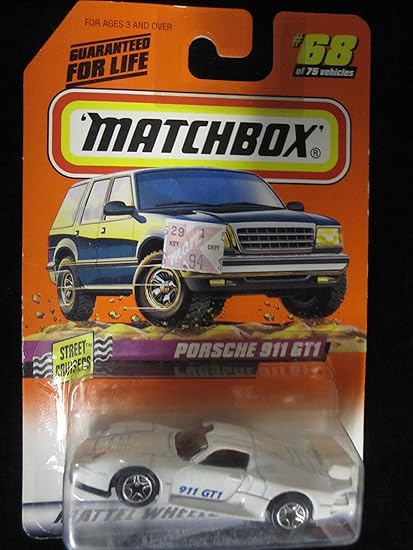 FOR AGES 3 AND OVER
GUARANTEED
FOR LIFE
#68
of 75 vehicles
'MATCHBOX'®
29 1
KEY DEPT
94
STREET™
CRUISERS
PORSCHE 911 GT1
911 GT1
MATTEL WHEELS